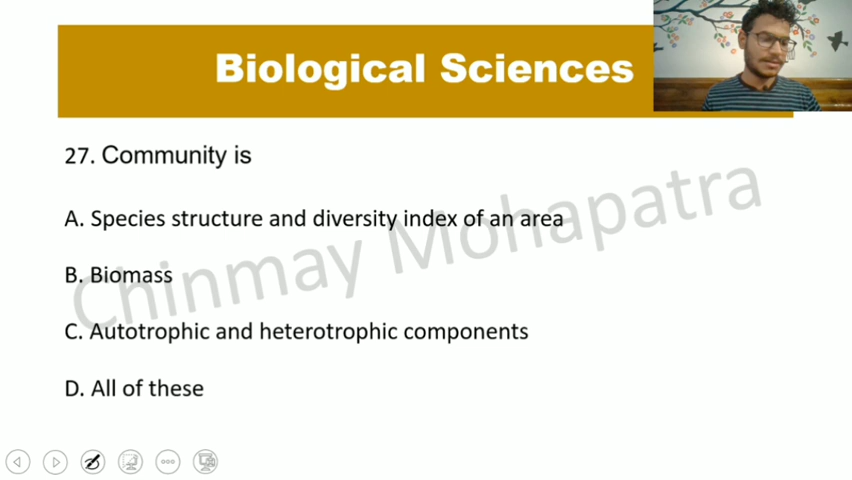 Biological Sciences
27. Community is
A. Species structure and diversity index of an area
B. Biomass
C. Autotrophic and heterotrophic components
D. All of these
Chinmay Mohapatra